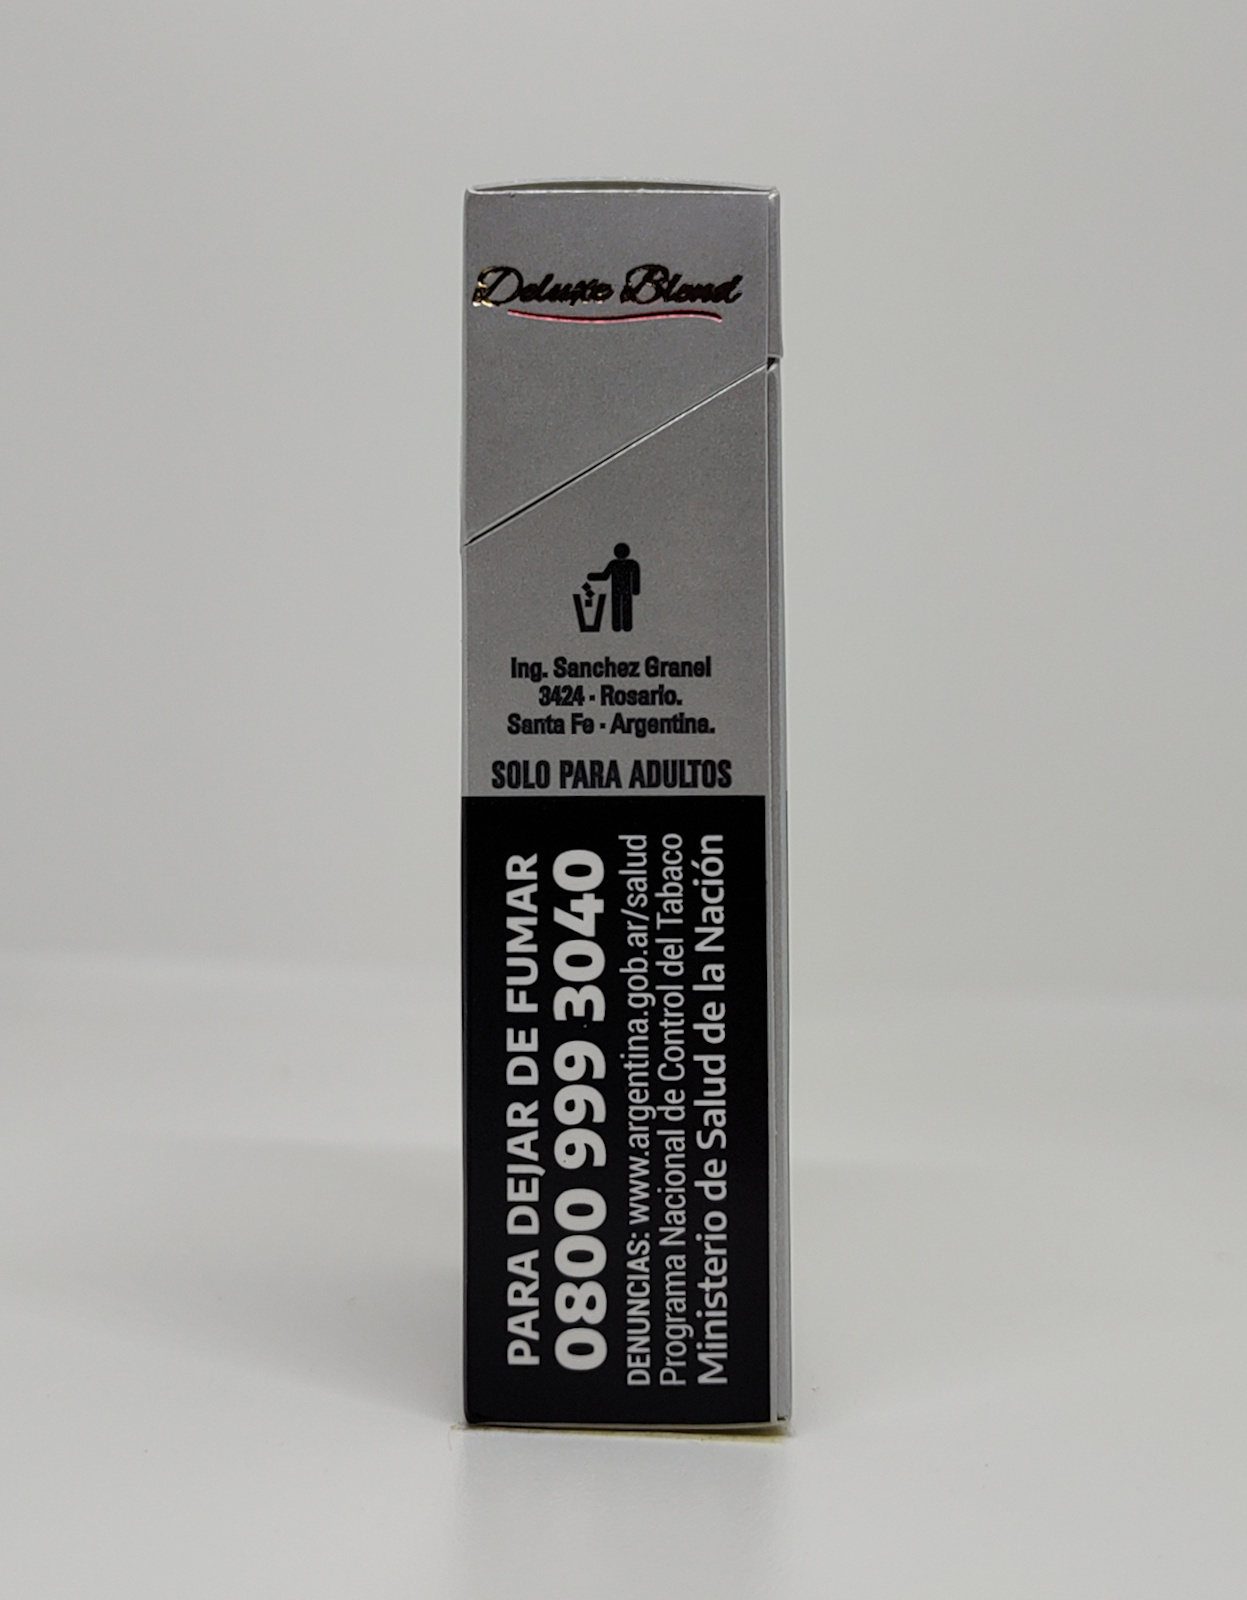 Deluxe Blend
Ing. Sanchez Granel
3424 - Rosario.
Santa Fe - Argentina.
SOLO PARA ADULTOS
PARA DEJAR DE FUMAR
0800 999 3040
DENUNCIAS: www.argentina.gob.ar/salud
Programa Nacional de Control del Tabaco
Ministerio de Salud de la Nación